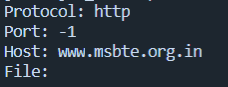 Protocol: http
Port: -1
Host: www.msbte.org.in
File: